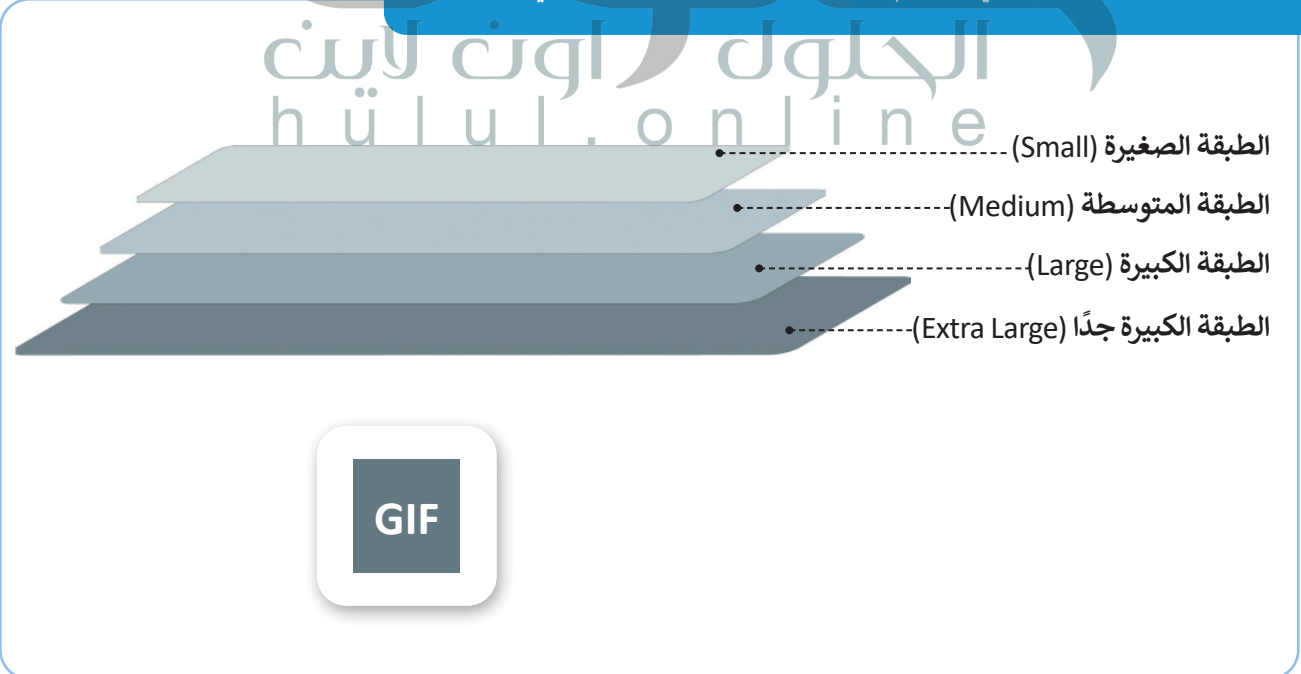 الحلول اون لاين
hülul.online
الطبقة الصغيرة (Small)
الطبقة المتوسطة (Medium)
الطبقة الكبيرة (Large)
الطبقة الكبيرة جدًا (Extra Large)
GIF